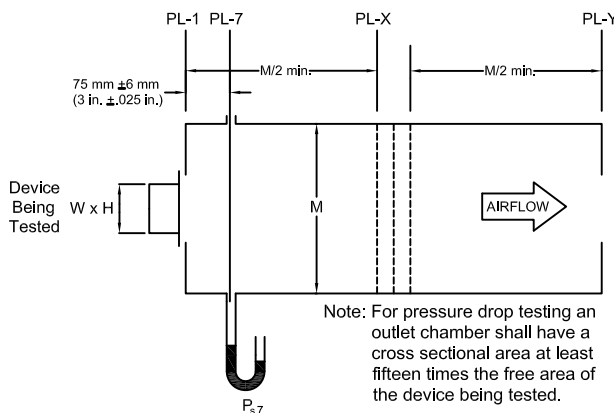 PL-1 PL-7 PL-X PL-Y
M/2 min. M/2 min.
75 mm ±6 mm
(3 in. ±.025 in.)
Device
Being
Tested
W x H
M
AIRFLOW
Note: For pressure drop testing an
outlet chamber shall have a
cross sectional area at least
fifteen times the free area of
the device being tested.
Ps7